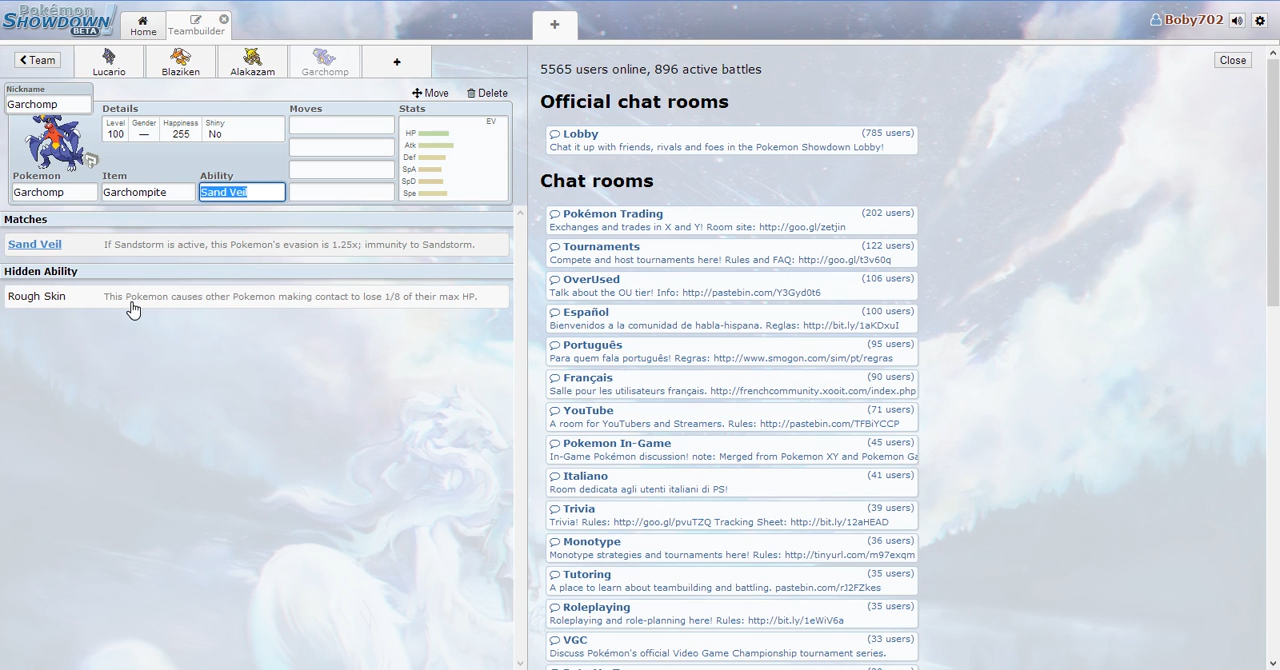 Pokémon
SHOWDOWN!
BETA
Home
Teambuilder
+
Boby702
< Team
Lucario
Blaziken
Alakazam
Garchomp
+
Close
Nickname
Garchomp
Move
Delete
Details
Level
100
Gender
—
Happiness
255
Shiny
No
Moves
Stats
EV
HP
Atk
Def
SpA
SpD
Spe
Pokemon
Garchomp
Item
Garchompite
Ability
Sand Veil
Matches
Sand Veil
If Sandstorm is active, this Pokemon's evasion is 1.25x; immunity to Sandstorm.
Hidden Ability
Rough Skin
This Pokemon causes other Pokemon making contact to lose 1/8 of their max HP.
5565 users online, 896 active battles
Official chat rooms
Lobby (785 users)
Chat it up with friends, rivals and foes in the Pokemon Showdown Lobby!
Chat rooms
Pokémon Trading (202 users)
Exchanges and trades in X and Y! Room site: http://goo.gl/zetjin
Tournaments (122 users)
Compete and host tournaments here! Rules and FAQ: http://goo.gl/t3v60q
OverUsed (106 users)
Talk about the OU tier! Info: http://pastebin.com/Y3Gyd0t6
Español (100 users)
Bienvenidos a la comunidad de habla-hispana. Reglas: http://bit.ly/1aKDxuI
Português (95 users)
Para quem fala português! Regras: http://www.smogon.com/sim/pt/regras
Français (90 users)
Salle pour les utilisateurs français. http://frenchcommunity.xooit.com/index.php
YouTube (71 users)
A room for YouTubers and Streamers. Rules: http://pastebin.com/TFBiYCCP
Pokemon In-Game (45 users)
In-Game Pokémon discussion! note: Merged from Pokemon XY and Pokemon Ga
Italiano (41 users)
Room dedicata agli utenti italiani di PS!
Trivia (39 users)
Trivia! Rules: http://goo.gl/pvuTZQ Tracking Sheet: http://bit.ly/12aHEAD
Monotype (36 users)
Monotype strategies and tournaments here! Rules: http://tinyurl.com/m97exqm
Tutoring (35 users)
A place to learn about teambuilding and battling. pastebin.com/rJ2FZkes
Roleplaying (35 users)
Roleplaying and role-planning here! Rules: http://bit.ly/1eWiV6a
VGC (33 users)
Discuss Pokémon's official Video Game Championship tournament series.